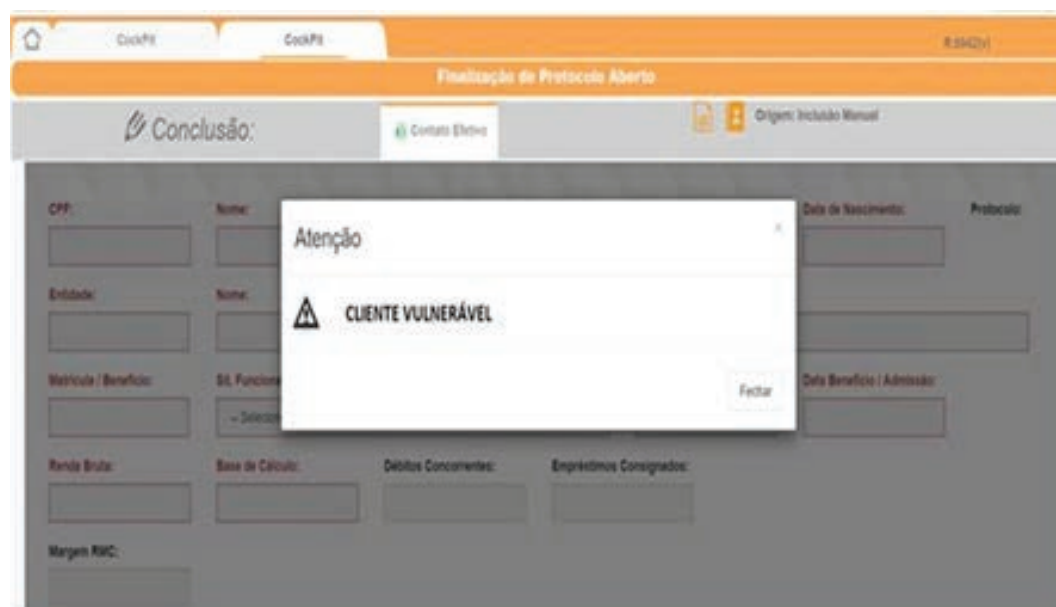 CockPit CockPit
Finalização de Protocolo Aberto
Conclusão: Contato Efetivo Origem: Inclusão Manual
CPF: Nome: Data de Nascimento: Protocolo:
Atenção
Entidade: Nome:
CLIENTE VULNERÁVEL
Matrícula / Benefício: Sit. Funciona Data Benefício / Admissão:
Fechar
Renda Bruta: Base de Cálculo: Débitos Concorrentes: Empréstimos Consignados:
Margem RMC: